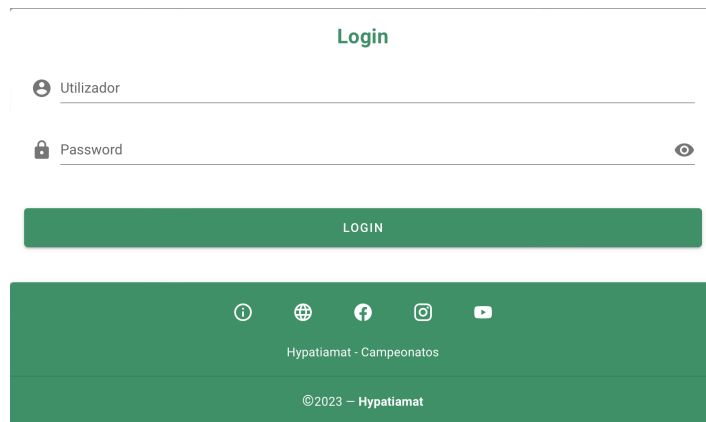 Login
Utilizador
Password
LOGIN
Hypatiamat - Campeonatos
©2023 — Hypatiamat